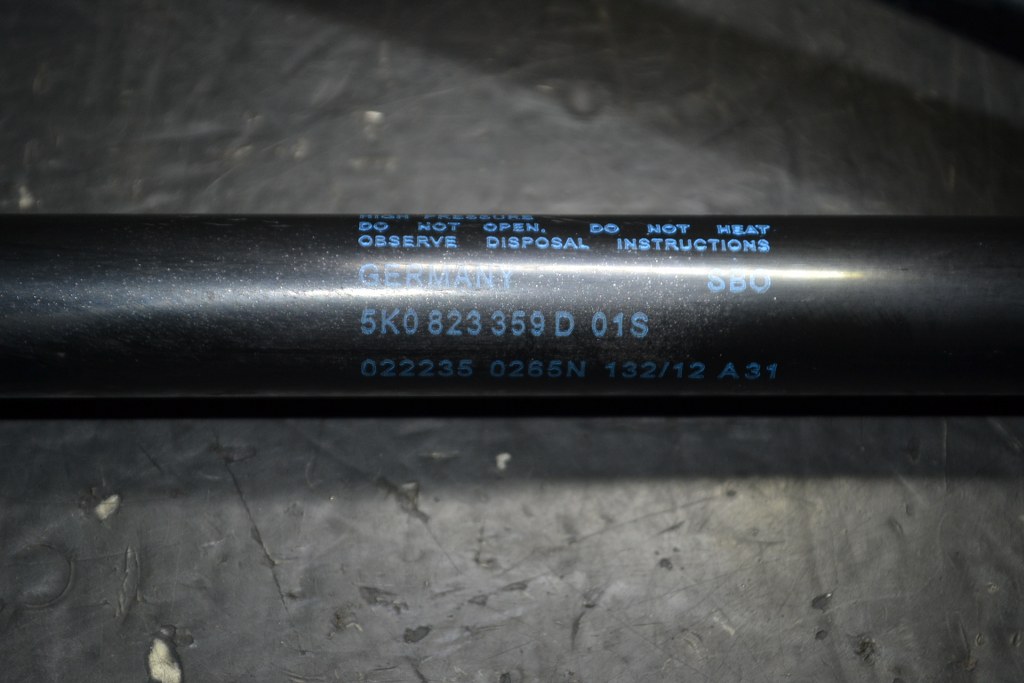 HIGH PRESSURE
DO NOT OPEN. DO NOT HEAT
OBSERVE DISPOSAL INSTRUCTIONS
GERMANY SBO
5K0 823 359 D 01S
022235 0265N 132/12 A31